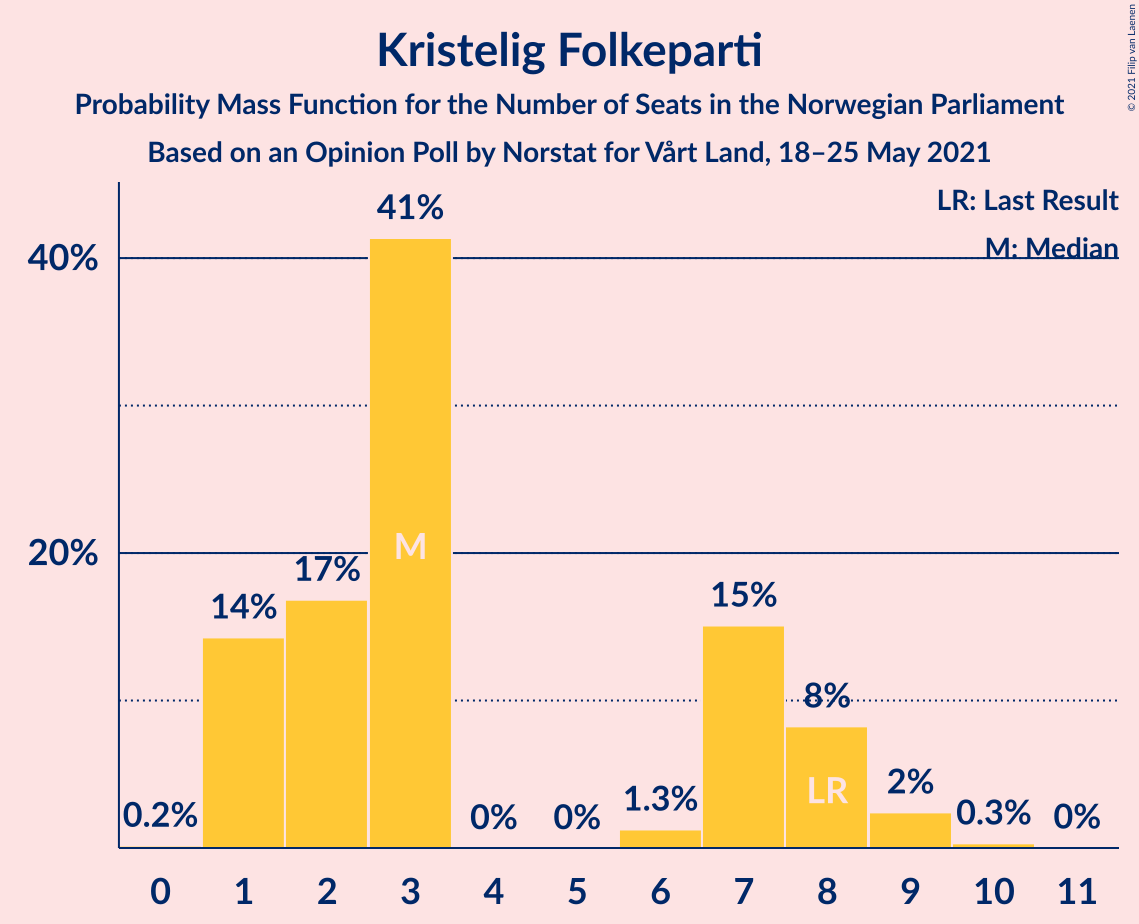 Kristelig Folkeparti
Probability Mass Function for the Number of Seats in the Norwegian Parliament
Based on an Opinion Poll by Norstat for Vårt Land, 18–25 May 2021
© 2021 Filip van Laenen
LR: Last Result
M: Median
40%
20%
0.2%
14%
17%
41%
M
0%
0%
1.3%
15%
8%
LR
2%
0.3%
0%
0 1 2 3 4 5 6 7 8 9 10 11